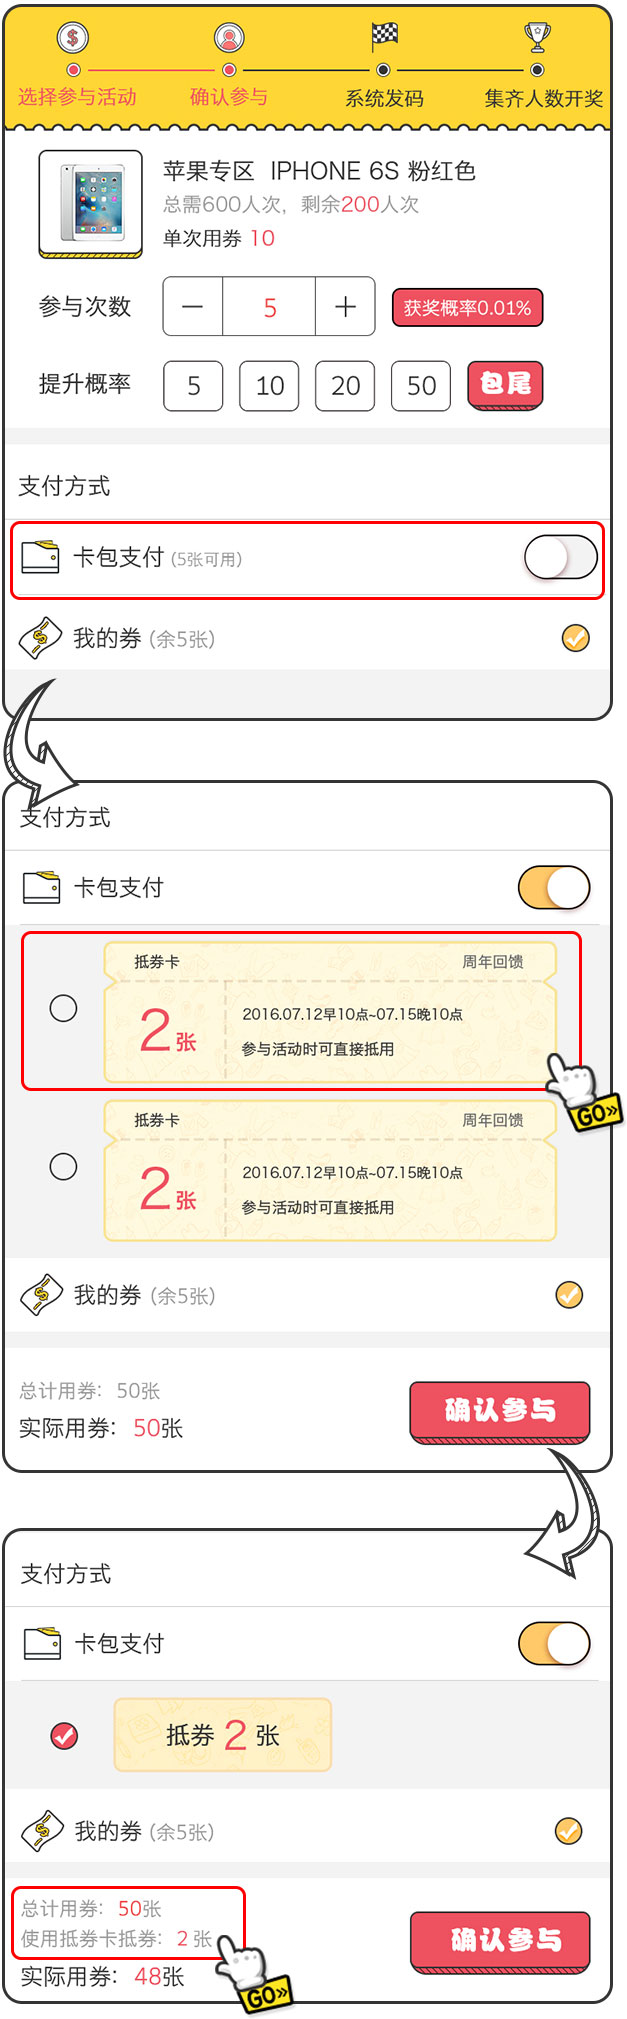 选择参与活动 确认参与 系统发码 集齐人数开奖
苹果专区 IPHONE 6S 粉红色
总需600人次，剩余200人次
单次用券 10
参与次数 — 5 + 获奖概率0.01%
提升概率 5 10 20 50 包尾
支付方式
卡包支付 (5张可用)
我的券 (余5张)
支付方式
卡包支付
抵券卡 周年回馈
2张
2016.07.12早10点~07.15晚10点
参与活动时可直接抵用
GO»
抵券卡 周年回馈
2张
2016.07.12早10点~07.15晚10点
参与活动时可直接抵用
我的券 (余5张)
总计用券：50张
实际用券：50张
确认参与
支付方式
卡包支付
抵券 2 张
我的券 (余5张)
总计用券：50张
使用抵券卡抵券：2 张
实际用券：48张
确认参与
GO»